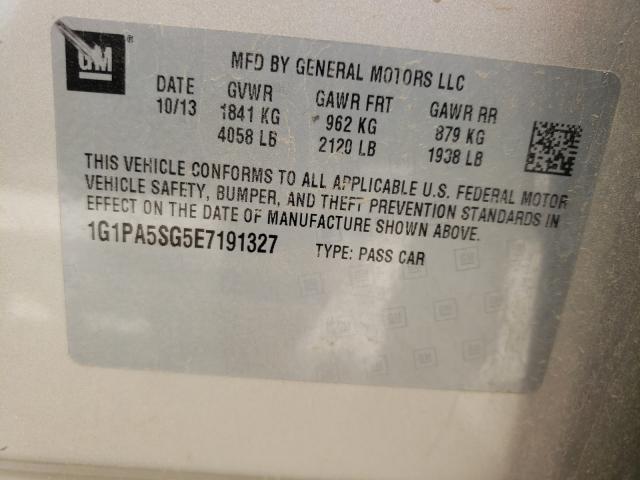 GM ®
MFD BY GENERAL MOTORS LLC
DATE GVWR GAWR FRT GAWR RR
10/13 1841 KG 962 KG 879 KG
4058 LB 2120 LB 1938 LB
THIS VEHICLE CONFORMS TO ALL APPLICABLE U.S. FEDERAL MOTOR
VEHICLE SAFETY, BUMPER, AND THEFT PREVENTION STANDARDS IN
EFFECT ON THE DATE OF MANUFACTURE SHOWN ABOVE.
1G1PA5SG5E7191327 TYPE: PASS CAR